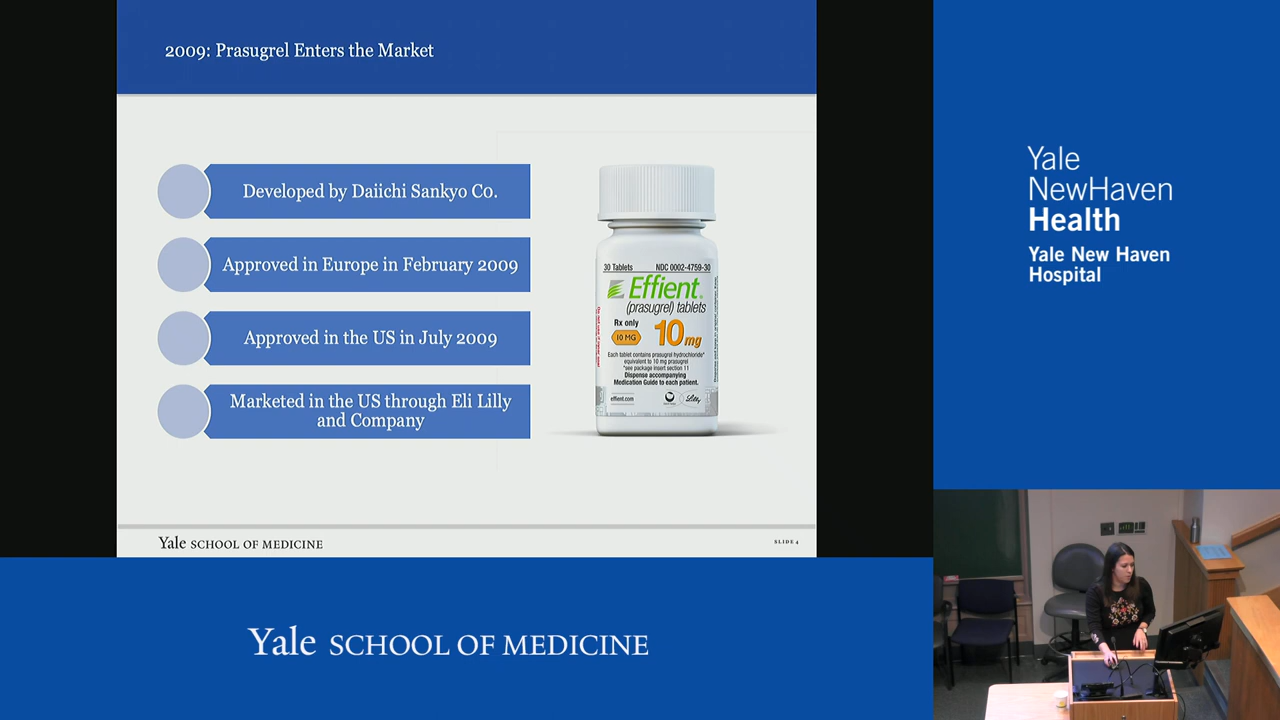 2009: Prasugrel Enters the Market
Developed by Daiichi Sankyo Co.
Approved in Europe in February 2009
Approved in the US in July 2009
Marketed in the US through Eli Lilly
and Company
30 Tablets NDC 0002-4759-30
Effient
(prasugrel) tablets
Rx only
10 MG
10 mg
Each tablet contains prasugrel hydrochloride*
equivalent to 10 mg prasugrel
*see package insert section 11
Dispense accompanying
Medication Guide to each patient.
effient.com
Lilly
Yale SCHOOL OF MEDICINE
SLIDE 4
Yale
NewHaven
Health
Yale New Haven
Hospital
Yale SCHOOL OF MEDICINE